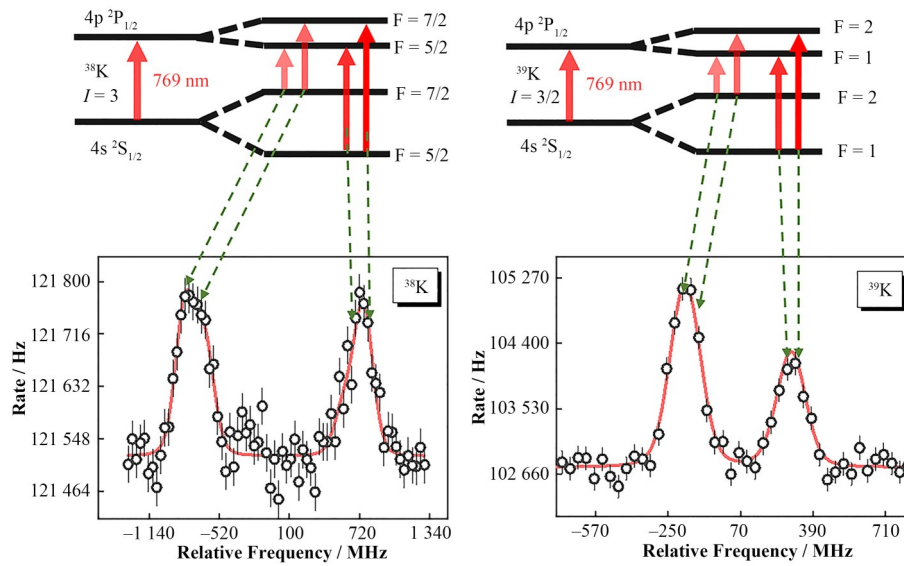 4p ²P₁/₂
³⁸K
I = 3
769 nm
4s ²S₁/₂
F = 7/2
F = 5/2
F = 7/2
F = 5/2
4p ²P₁/₂
³⁹K
I = 3/2
769 nm
4s ²S₁/₂
F = 2
F = 1
F = 2
F = 1
Rate / Hz
121 800
121 716
121 632
121 548
121 464
³⁸K
−1 140 −520 100 720 1 340
Relative Frequency / MHz
Rate / Hz
105 270
104 400
103 530
102 660
³⁹K
−570 −250 70 390 710
Relative Frequency / MHz